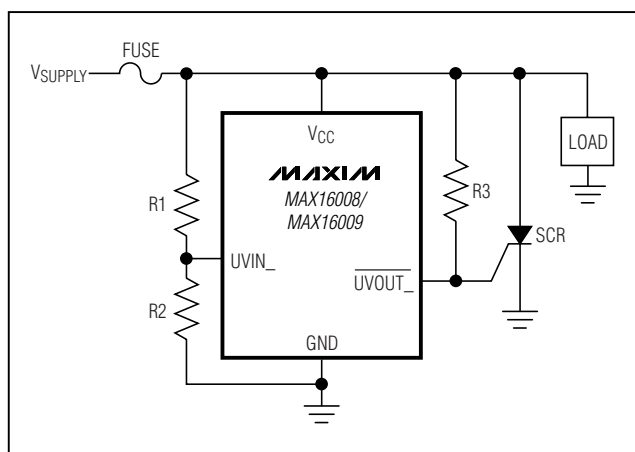 FUSE
VSUPPLY
VCC
LOAD
MAXIM
MAX16008/
MAX16009
R1
R3
SCR
UVIN_
UVOUT_
R2
GND